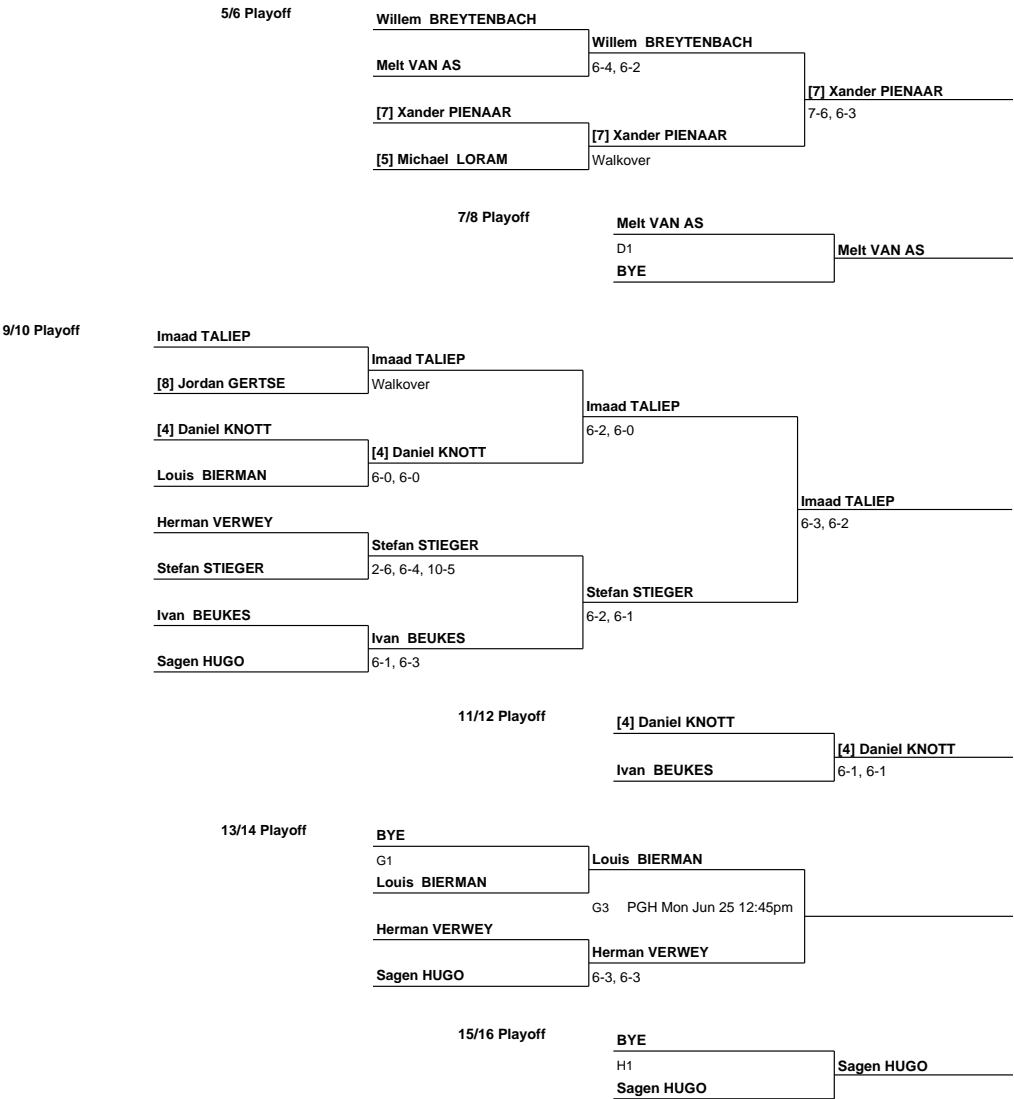 5/6 Playoff
Willem BREYTENBACH
Willem BREYTENBACH
Melt VAN AS
6-4, 6-2
[7] Xander PIENAAR
7-6, 6-3
[7] Xander PIENAAR
[7] Xander PIENAAR
[5] Michael LORAM
Walkover
7/8 Playoff
Melt VAN AS
D1
Melt VAN AS
BYE
9/10 Playoff
Imaad TALIEP
Imaad TALIEP
[8] Jordan GERTSE
Walkover
Imaad TALIEP
6-2, 6-0
[4] Daniel KNOTT
[4] Daniel KNOTT
Louis BIERMAN
6-0, 6-0
Imaad TALIEP
6-3, 6-2
Herman VERWEY
Stefan STIEGER
Stefan STIEGER
2-6, 6-4, 10-5
Stefan STIEGER
6-2, 6-1
Ivan BEUKES
Ivan BEUKES
Sagen HUGO
6-1, 6-3
11/12 Playoff
[4] Daniel KNOTT
[4] Daniel KNOTT
Ivan BEUKES
6-1, 6-1
13/14 Playoff
BYE
G1
Louis BIERMAN
Louis BIERMAN
G3 PGH Mon Jun 25 12:45pm
Herman VERWEY
Herman VERWEY
Sagen HUGO
6-3, 6-3
15/16 Playoff
BYE
H1
Sagen HUGO
Sagen HUGO